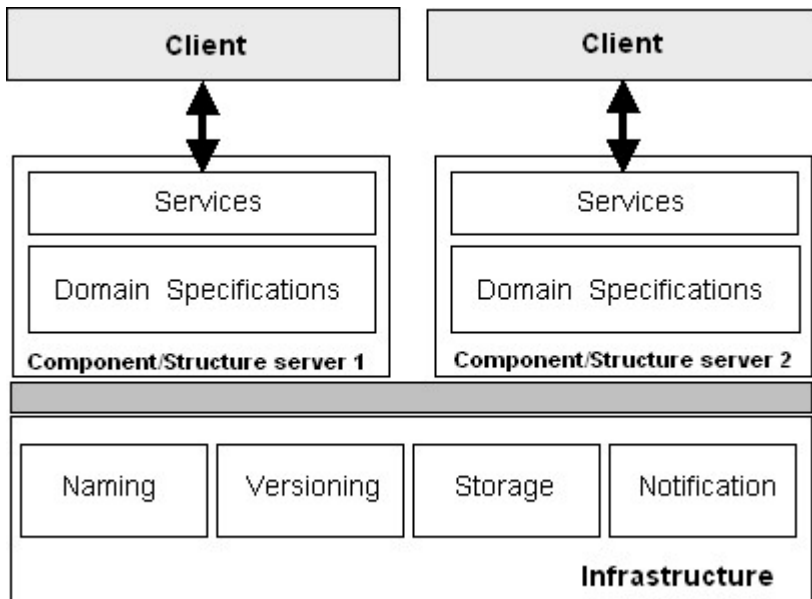 Client
Client
Services
Services
Domain Specifications
Domain Specifications
Component/Structure server 1
Component/Structure server 2
Naming
Versioning
Storage
Notification
Infrastructure